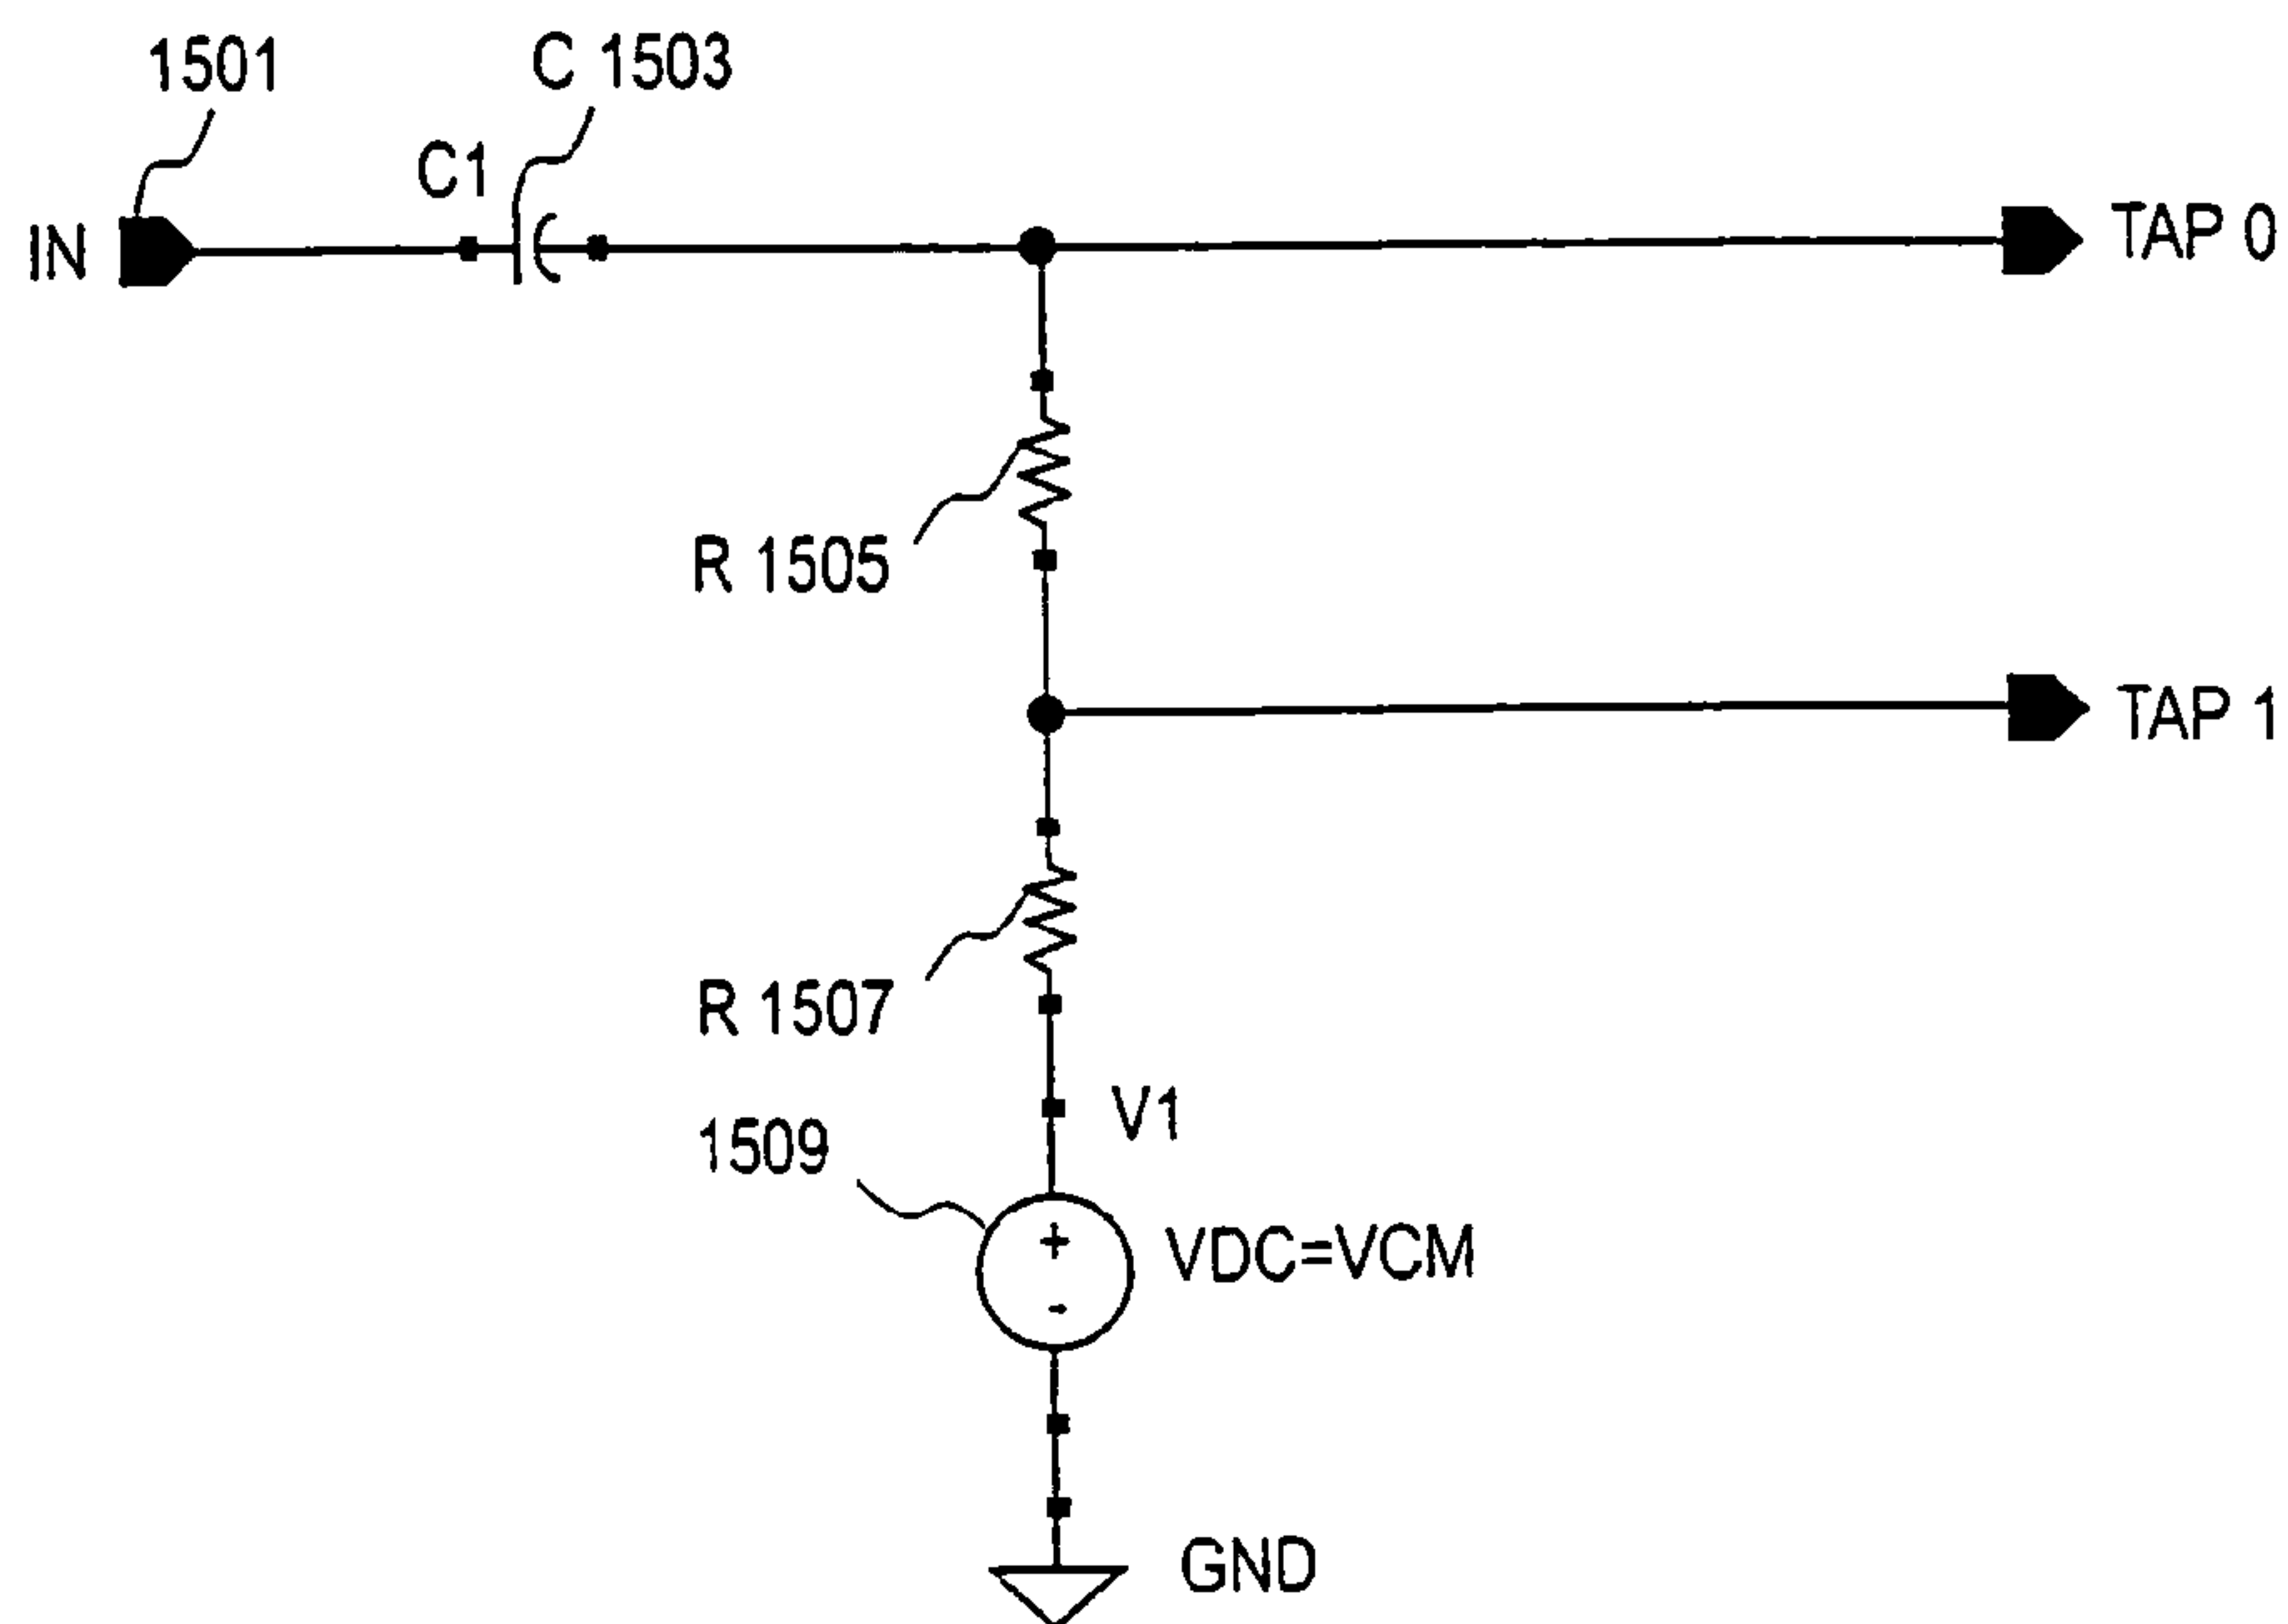 1501
C 1503
C1
IN
TAP 0
R 1505
TAP 1
R 1507
V1
1509
+
VDC=VCM
-
GND